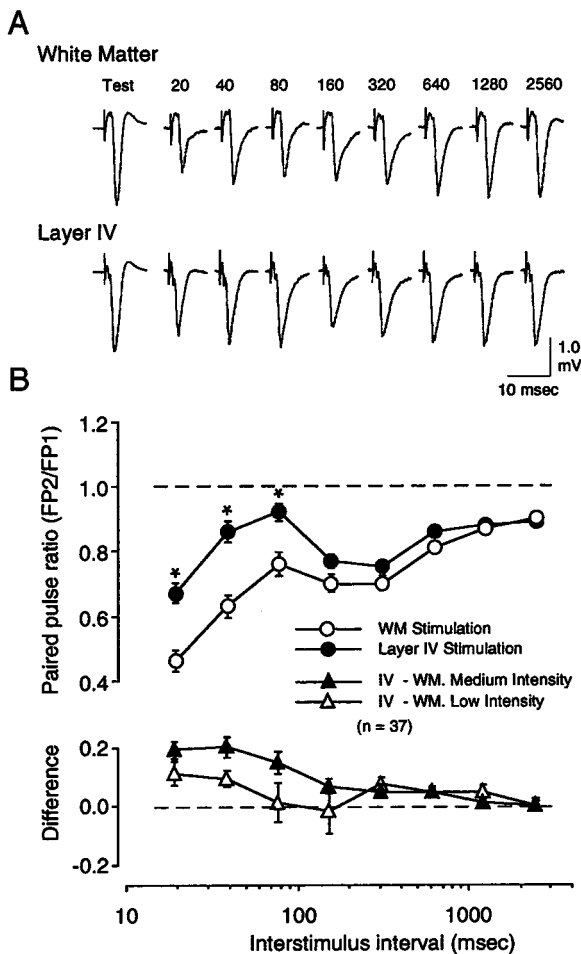 A
White Matter
Test 20 40 80 160 320 640 1280 2560
Layer IV
1.0
mV
10 msec
B
Paired pulse ratio (FP2/FP1)
1.2
1.0
0.8
0.6
0.4
* * *
WM Stimulation
Layer IV Stimulation
IV - WM. Medium Intensity
IV - WM. Low Intensity
(n = 37)
Difference
0.2
0.0
-0.2
10 100 1000
Interstimulus interval (msec)